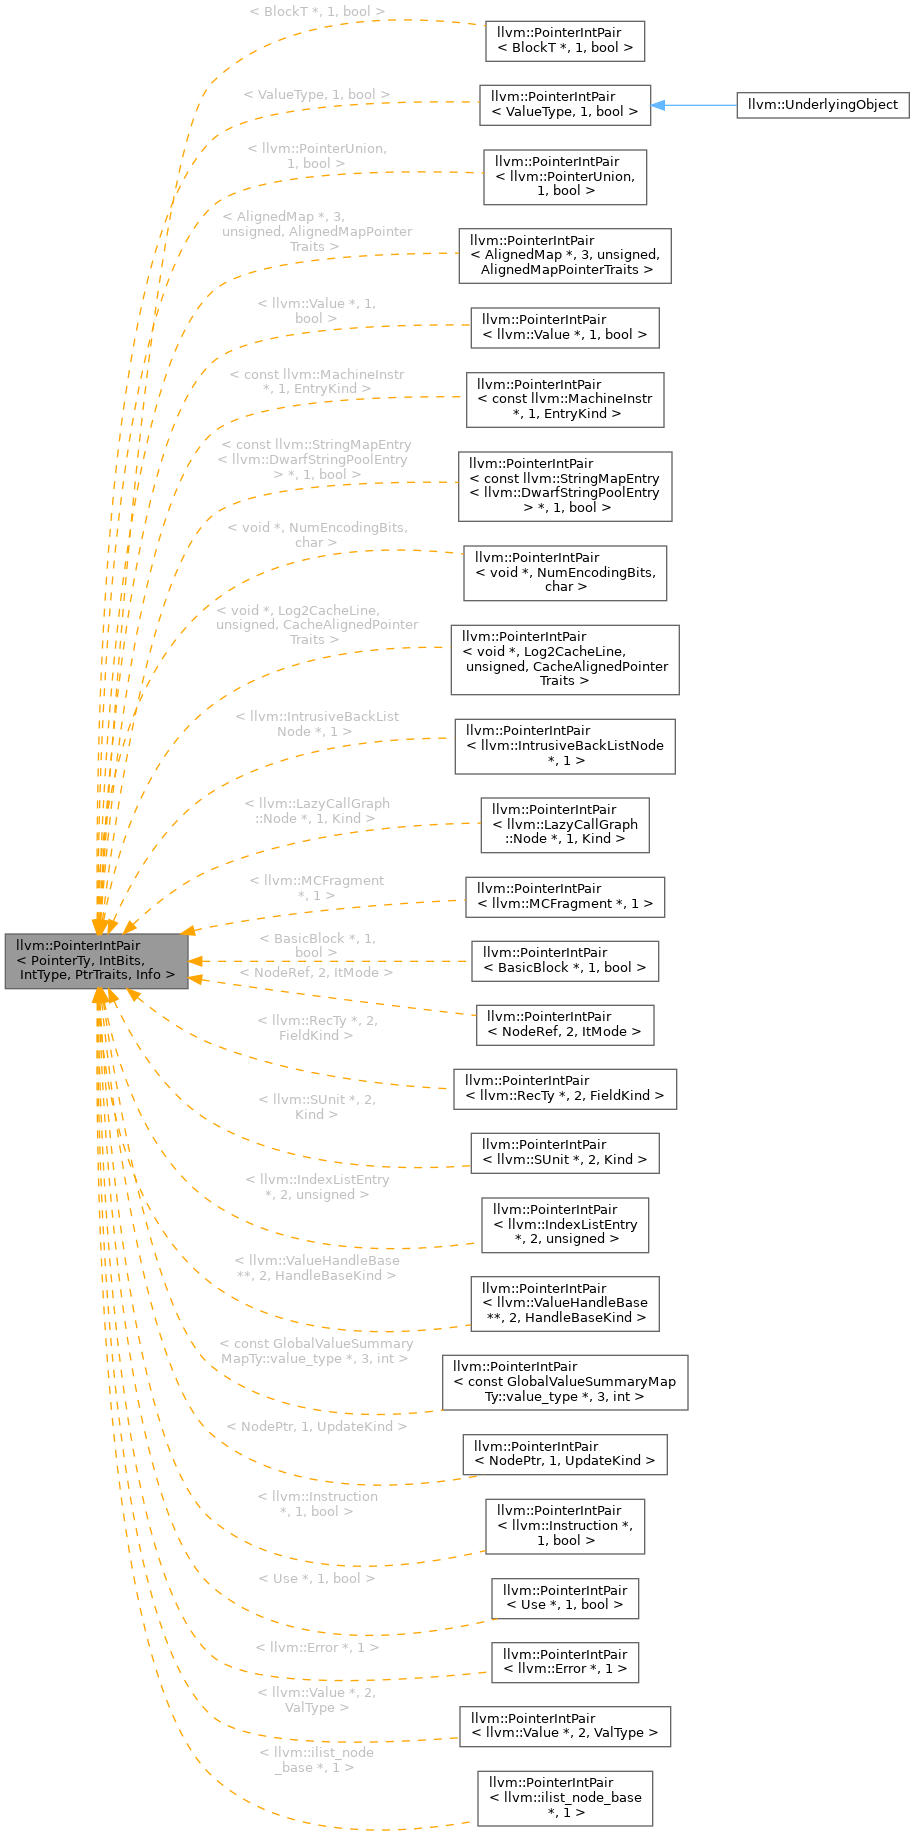 < BlockT *, 1, bool >
llvm::PointerIntPair
< BlockT *, 1, bool >
< ValueType, 1, bool >
llvm::PointerIntPair
< ValueType, 1, bool >
llvm::UnderlyingObject
< llvm::PointerUnion,
1, bool >
llvm::PointerIntPair
< llvm::PointerUnion,
1, bool >
< AlignedMap *, 3,
unsigned, AlignedMapPointer
Traits >
llvm::PointerIntPair
< AlignedMap *, 3, unsigned,
AlignedMapPointerTraits >
< llvm::Value *, 1,
bool >
llvm::PointerIntPair
< llvm::Value *, 1, bool >
< const llvm::MachineInstr
*, 1, EntryKind >
llvm::PointerIntPair
< const llvm::MachineInstr
*, 1, EntryKind >
< const llvm::StringMapEntry
< llvm::DwarfStringPoolEntry
> *, 1, bool >
llvm::PointerIntPair
< const llvm::StringMapEntry
< llvm::DwarfStringPoolEntry
> *, 1, bool >
< void *, NumEncodingBits,
char >
llvm::PointerIntPair
< void *, NumEncodingBits,
char >
< void *, Log2CacheLine,
unsigned, CacheAlignedPointer
Traits >
llvm::PointerIntPair
< void *, Log2CacheLine,
unsigned, CacheAlignedPointer
Traits >
< llvm::IntrusiveBackList
Node *, 1 >
llvm::PointerIntPair
< llvm::IntrusiveBackListNode
*, 1 >
< llvm::LazyCallGraph
::Node *, 1, Kind >
llvm::PointerIntPair
< llvm::LazyCallGraph
::Node *, 1, Kind >
< llvm::MCFragment
*, 1 >
llvm::PointerIntPair
< llvm::MCFragment *, 1 >
llvm::PointerIntPair
< PointerTy, IntBits,
IntType, PtrTraits, Info >
< BasicBlock *, 1,
bool >
llvm::PointerIntPair
< BasicBlock *, 1, bool >
< NodeRef, 2, ItMode >
llvm::PointerIntPair
< NodeRef, 2, ItMode >
< llvm::RecTy *, 2,
FieldKind >
llvm::PointerIntPair
< llvm::RecTy *, 2, FieldKind >
< llvm::SUnit *, 2,
Kind >
llvm::PointerIntPair
< llvm::SUnit *, 2, Kind >
< llvm::IndexListEntry
*, 2, unsigned >
llvm::PointerIntPair
< llvm::IndexListEntry
*, 2, unsigned >
< llvm::ValueHandleBase
**, 2, HandleBaseKind >
llvm::PointerIntPair
< llvm::ValueHandleBase
**, 2, HandleBaseKind >
< const GlobalValueSummary
MapTy::value_type *, 3, int >
llvm::PointerIntPair
< const GlobalValueSummaryMap
Ty::value_type *, 3, int >
< NodePtr, 1, UpdateKind >
llvm::PointerIntPair
< NodePtr, 1, UpdateKind >
< llvm::Instruction
*, 1, bool >
llvm::PointerIntPair
< llvm::Instruction *,
1, bool >
< Use *, 1, bool >
llvm::PointerIntPair
< Use *, 1, bool >
< llvm::Error *, 1 >
llvm::PointerIntPair
< llvm::Error *, 1 >
< llvm::Value *, 2,
ValType >
llvm::PointerIntPair
< llvm::Value *, 2, ValType >
< llvm::ilist_node
_base *, 1 >
llvm::PointerIntPair
< llvm::ilist_node_base
*, 1 >